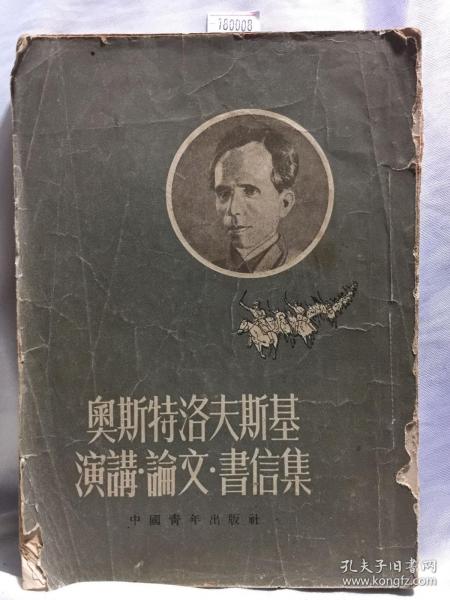 180008
奧斯特洛夫斯基
演講·論文·書信集
中國青年出版社
孔夫子旧书网
www.kongfz.com